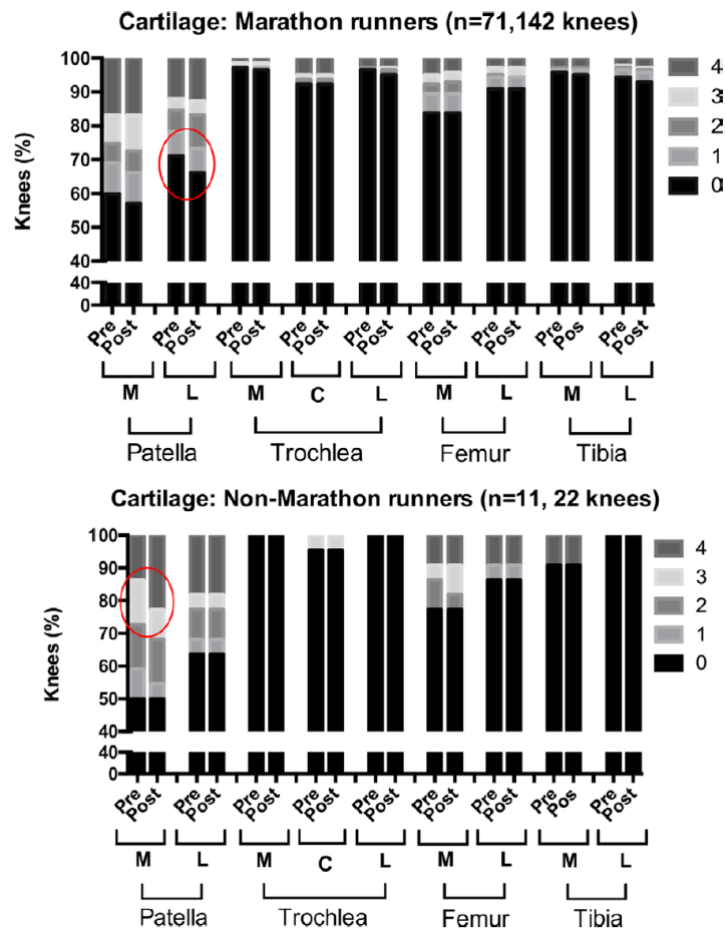 Cartilage: Marathon runners (n=71,142 knees)
100
90
80
70
60
50
40
40
0
Knees (%)
4
3
2
1
0
Pre Post Pre Post Pre Post Pre Post Pre Post Pre Post Pre Post Pre Pos Pre Post
M L M C L M L M L
Patella Trochlea Femur Tibia
Cartilage: Non-Marathon runners (n=11, 22 knees)
100
90
80
70
60
50
40
40
0
Knees (%)
4
3
2
1
0
Pre Post Pre Post Pre Post Pre Post Pre Post Pre Post Pre Post Pre Pos Pre Post
M L M C L M L M L
Patella Trochlea Femur Tibia